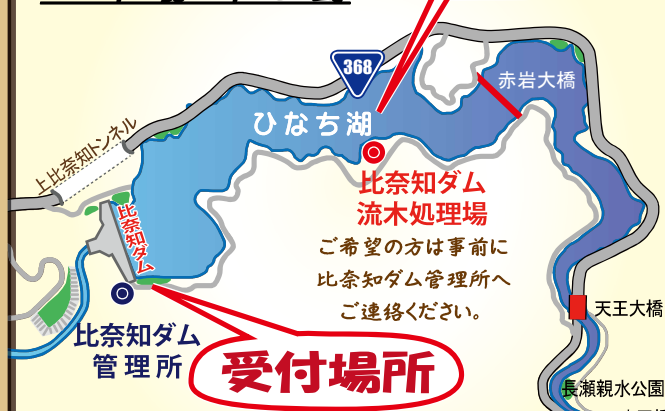 368
赤岩大橋
ひなち湖
上比奈知トンネル
比奈知ダム
比奈知ダム
流木処理場
ご希望の方は事前に
比奈知ダム管理所へ
ご連絡ください。
天王大橋
比奈知ダム
管理所
受付場所
長瀬親水公園